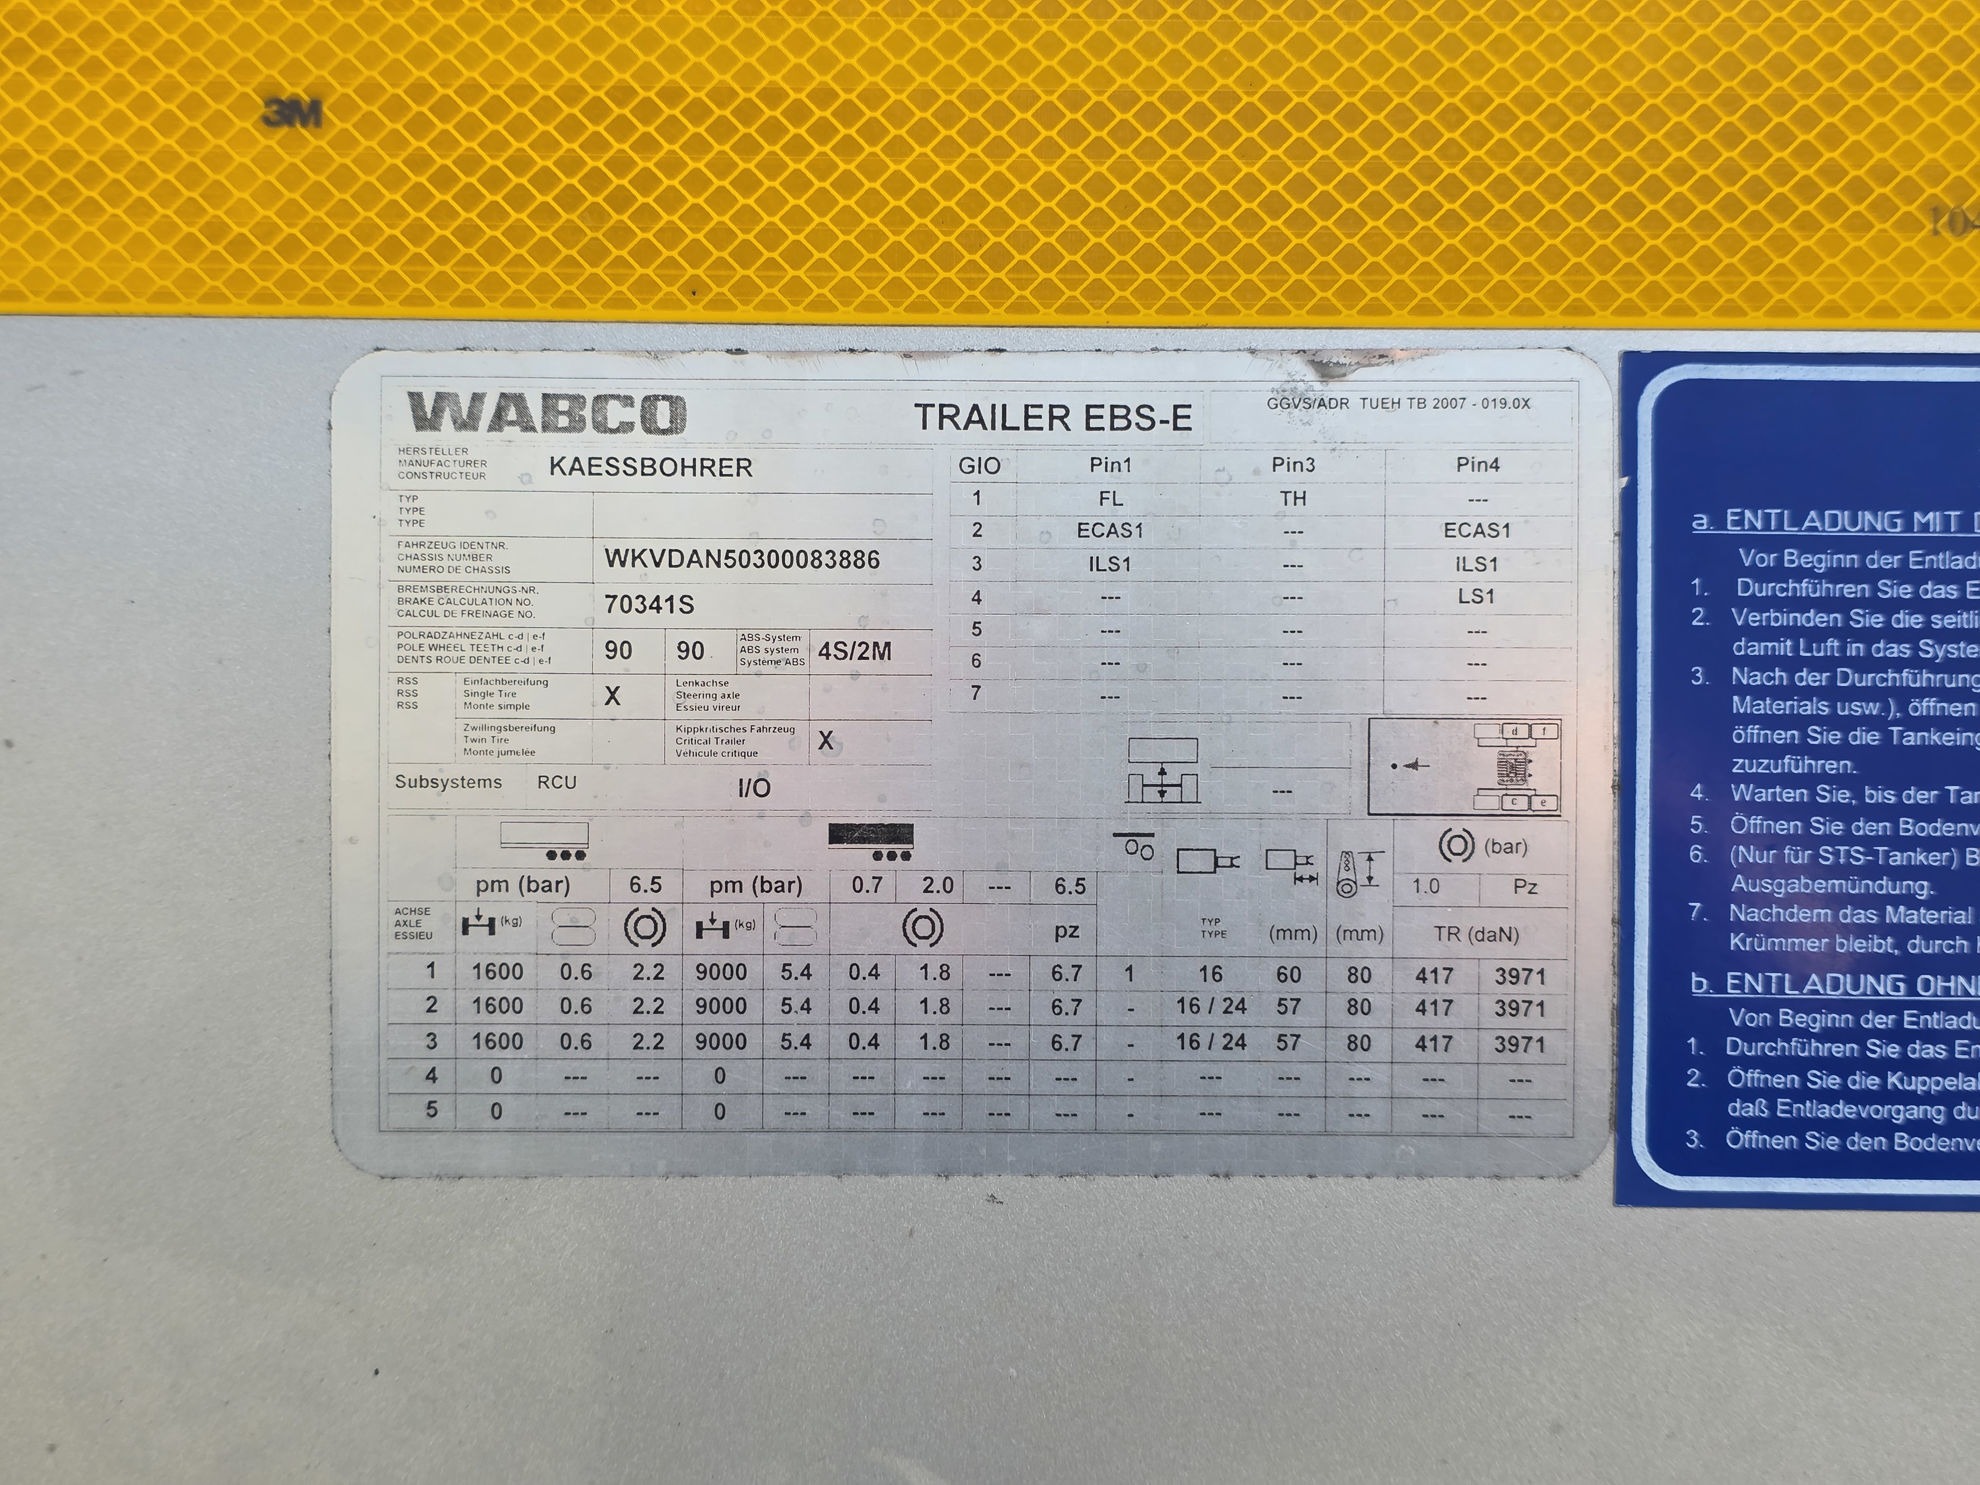 3M
10
WABCO
TRAILER EBS-E
GGVS/ADR TUEH TB 2007 - 019.0X
HERSTELLER
MANUFACTURER
CONSTRUCTEUR
KAESSBOHRER
TYP
TYPE
TYPE
FAHRZEUG IDENTNR.
CHASSIS NUMBER
NUMERO DE CHASSIS
WKVDAN50300083886
BREMSBERECHNUNGS-NR.
BRAKE CALCULATION NO.
CALCUL DE FREINAGE NO.
70341S
POLRADZAHNEZAHL c-d | e-f
POLE WHEEL TEETH c-d | e-f
DENTS ROUE DENTEE c-d | e-f
90 90
ABS-System
ABS system
Système ABS
4S/2M
RSS
RSS
RSS
Einfachbereifung
Single Tire
Monte simple
X
Lenkachse
Steering axle
Essieu vireur
Zwillingsbereifung
Twin Tire
Monte jumelée
Kippkritisches Fahrzeug
Critical Trailer
Véhicule critique
X
Subsystems RCU I/O
GIO Pin1 Pin3 Pin4
1 FL TH ---
2 ECAS1 --- ECAS1
3 ILS1 --- ILS1
4 --- --- LS1
5 --- --- ---
6 --- --- ---
7 --- --- ---
---
d f
c e
(bar)
pm (bar) 6.5 pm (bar) 0.7 2.0 --- 6.5 1.0 Pz
ACHSE
AXLE
ESSIEU
(kg) (kg) pz
TYP
TYPE
(mm) (mm) TR (daN)
1 1600 0.6 2.2 9000 5.4 0.4 1.8 --- 6.7 1 16 60 80 417 3971
2 1600 0.6 2.2 9000 5.4 0.4 1.8 --- 6.7 - 16 / 24 57 80 417 3971
3 1600 0.6 2.2 9000 5.4 0.4 1.8 --- 6.7 - 16 / 24 57 80 417 3971
4 0 --- --- 0 --- --- --- --- --- - --- --- --- --- ---
5 0 --- --- 0 --- --- --- --- --- - --- --- --- --- ---
a. ENTLADUNG MIT
Vor Beginn der Entlad
1. Durchführen Sie das E
2. Verbinden Sie die seitli
damit Luft in das Syste
3. Nach der Durchführung
Materials usw.), öffnen
öffnen Sie die Tankeing
zuzuführen.
4. Warten Sie, bis der Tan
5. Öffnen Sie den Bodenv
6. (Nur für STS-Tanker) B
Ausgabemündung.
7. Nachdem das Material
Krümmer bleibt, durch
b. ENTLADUNG OHN
Von Beginn der Entladu
1. Durchführen Sie das En
2. Öffnen Sie die Kuppela
daß Entladevorgang du
3. Öffnen Sie den Bodenve